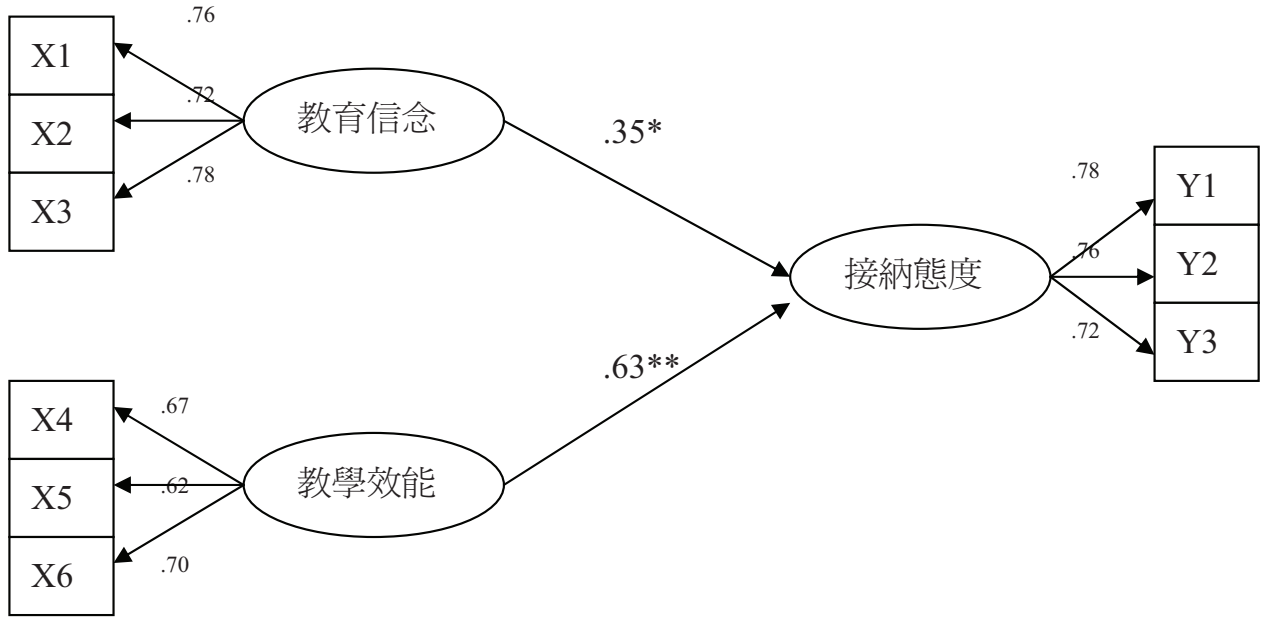 .76
X1
.72
教育信念
X2
.35*
.78
X3
.78
Y1
.76
接納態度
Y2
.72
Y3
.63**
X4
.67
X5
.62
教學效能
X6
.70